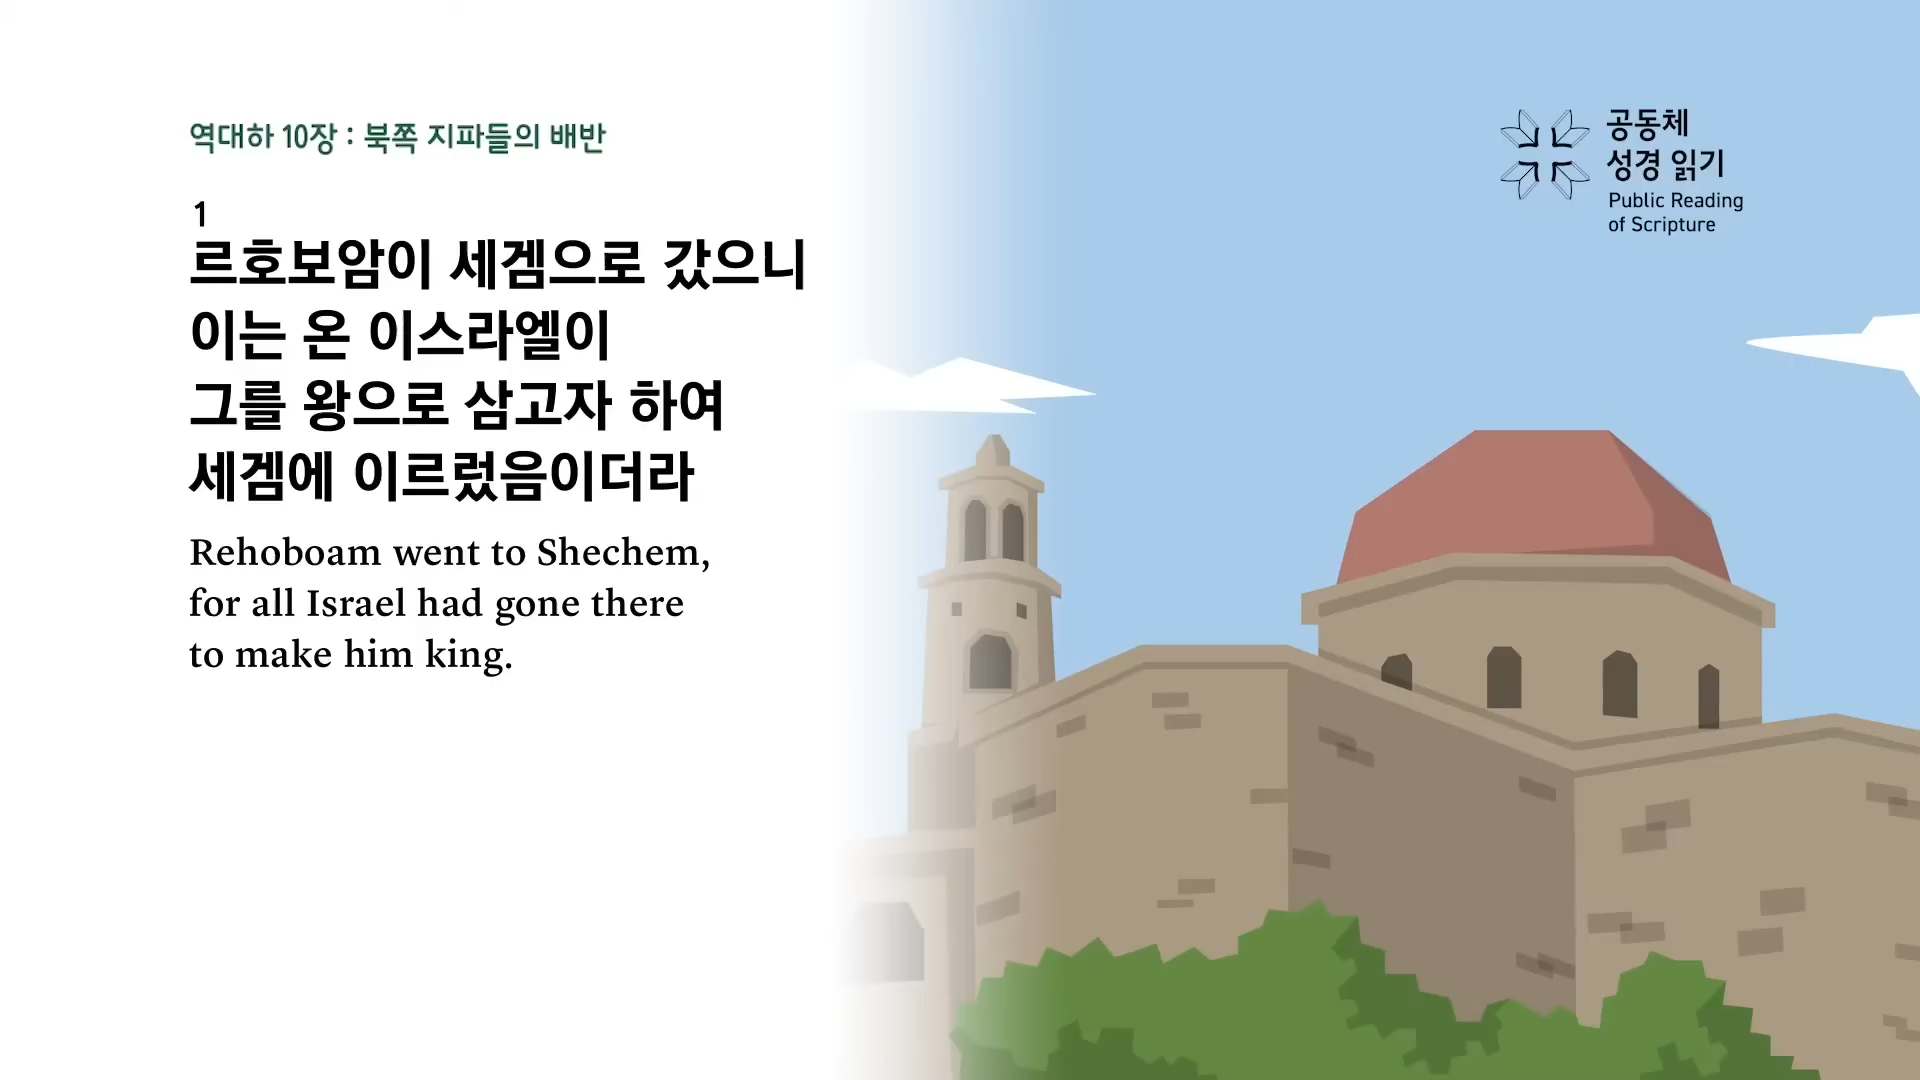 역대하 10장 : 북쪽 지파들의 배반
1
르호보암이 세겜으로 갔으니
이는 온 이스라엘이
그를 왕으로 삼고자 하여
세겜에 이르렀음이더라
Rehoboam went to Shechem,
for all Israel had gone there
to make him king.
공동체
성경 읽기
Public Reading
of Scripture